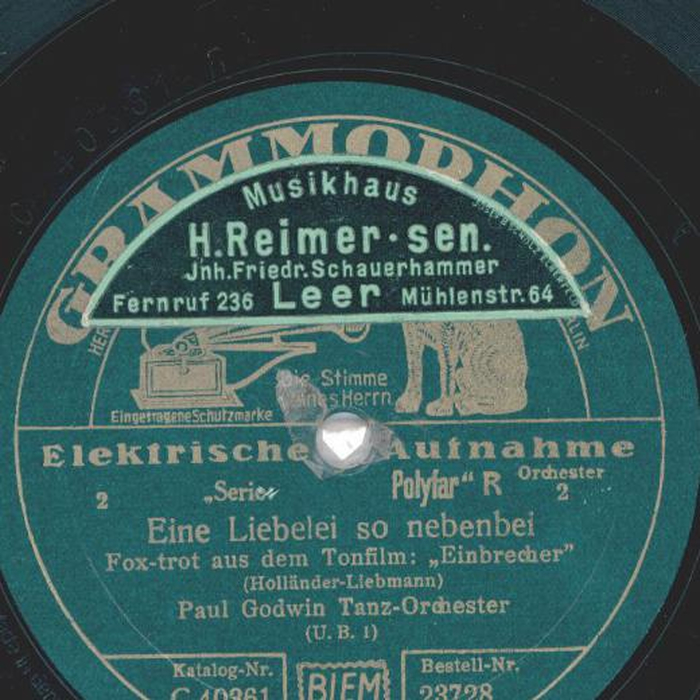 GRAMMOPHON
Musikhaus
H.Reimer·sen.
Jnh.Friedr.Schauerhammer
Fernruf 236 Leer Mühlenstr.64
Die Stimme
Herrn
Eingetragene Schutzmarke
Elektrische Aufnahme
2 „Serie Polyfar“ R Orchester 2
Eine Liebelei so nebenbei
Fox-trot aus dem Tonfilm: „Einbrecher”
(Holländer-Liebmann)
Paul Godwin Tanz-Orchester
(U. B. 1)
Katalog-Nr. BIEM Bestell-Nr.
C 40961 23728